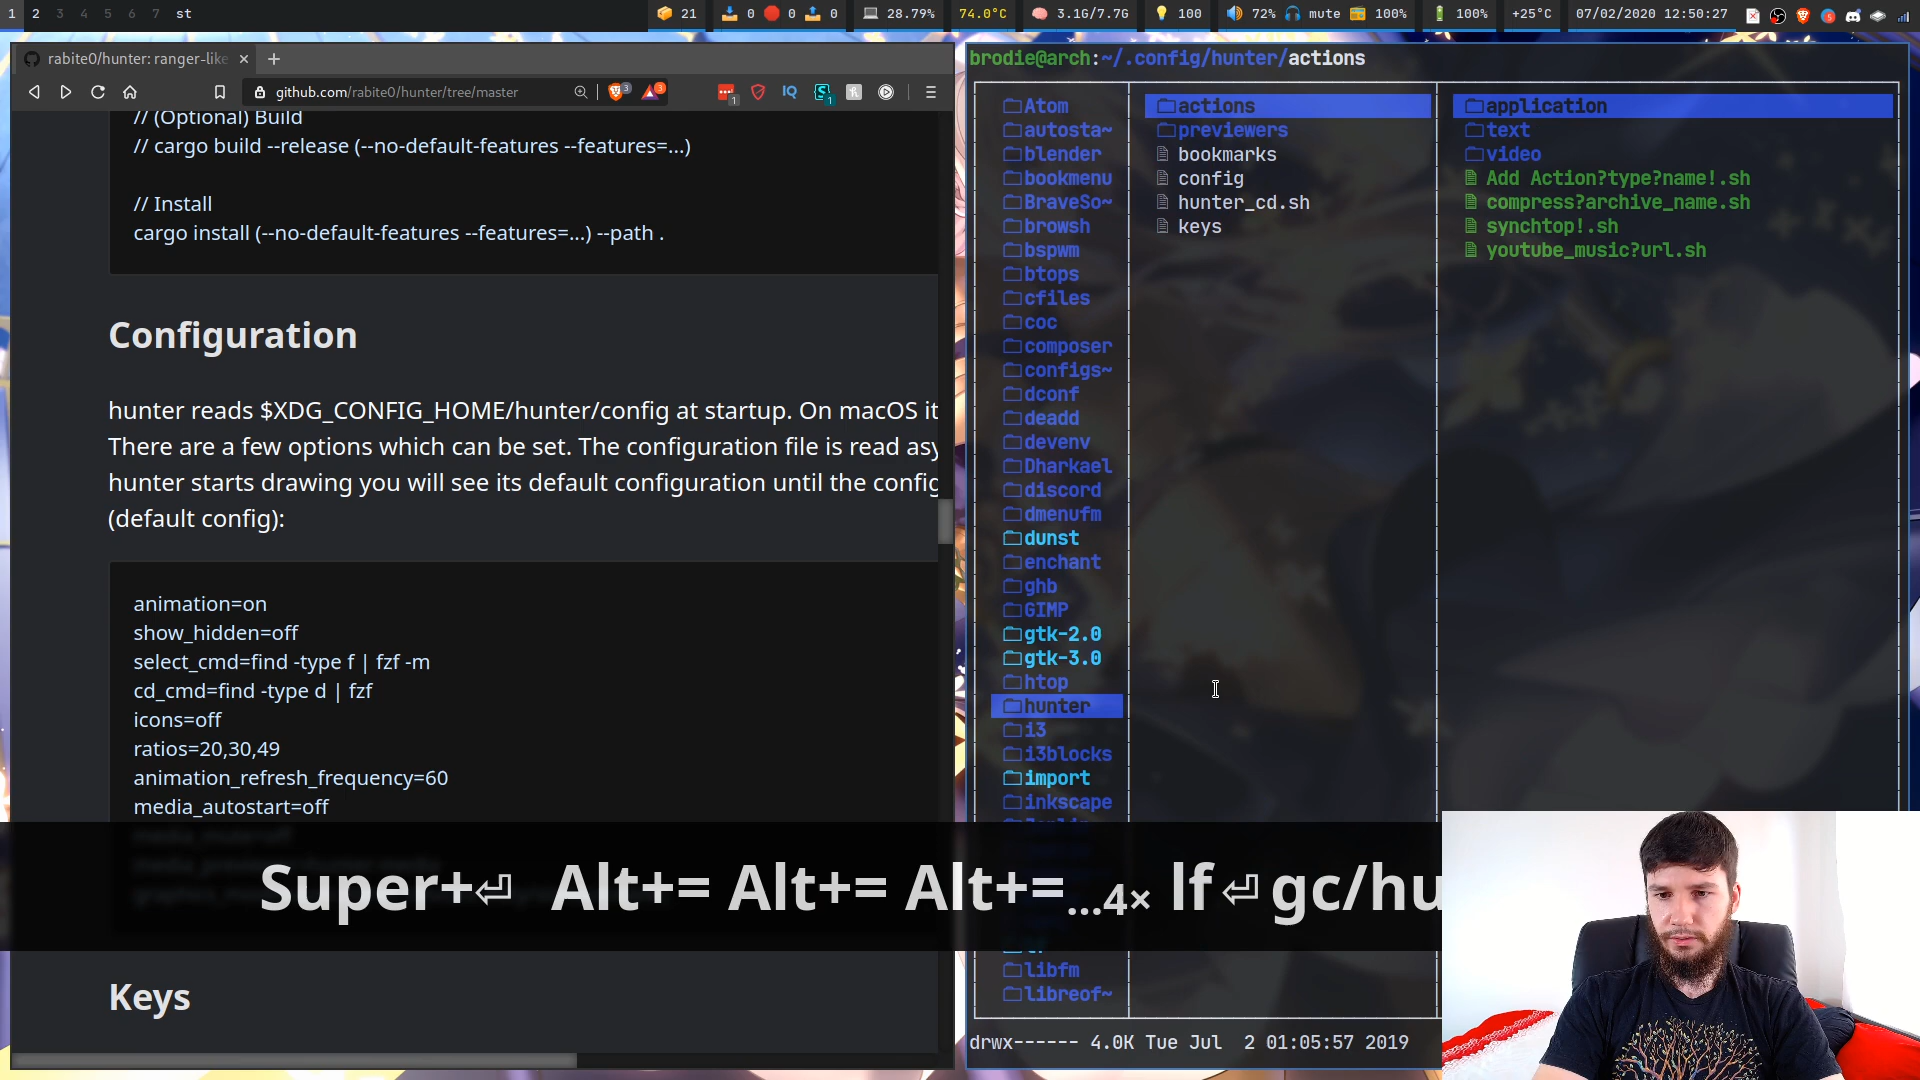 1 2 3 4 5 6 7 st
21 0 0 0 28.79% 74.0°C 3.1G/7.7G 100 72% mute 100% 100% +25°C 07/02/2020 12:50:27
rabite0/hunter: ranger-like
github.com/rabite0/hunter/tree/master
// (Optional) Build
// cargo build --release (--no-default-features --features=...)
// Install
cargo install (--no-default-features --features=...) --path .
Configuration
hunter reads $XDG_CONFIG_HOME/hunter/config at startup. On macOS it
There are a few options which can be set. The configuration file is read asy
hunter starts drawing you will see its default configuration until the config
(default config):
animation=on
show_hidden=off
select_cmd=find -type f | fzf -m
cd_cmd=find -type d | fzf
icons=off
ratios=20,30,49
animation_refresh_frequency=60
media_autostart=off
Keys
brodie@arch:~/.config/hunter/actions
Atom
autosta~
blender
bookmenu
BraveSo~
browsh
bspwm
btops
cfiles
coc
composer
configs~
dconf
deadd
devenv
Dharkael
discord
dmenufm
dunst
enchant
ghb
GIMP
gtk-2.0
gtk-3.0
htop
hunter
i3
i3blocks
import
inkscape
libfm
libreof~
actions
previewers
bookmarks
config
hunter_cd.sh
keys
application
text
video
Add Action?type?name!.sh
compress?archive_name.sh
synchtop!.sh
youtube_music?url.sh
drwx------ 4.0K Tue Jul 2 01:05:57 2019
Super+⏎ Alt+= Alt+= Alt+=...4× lf⏎gc/hu